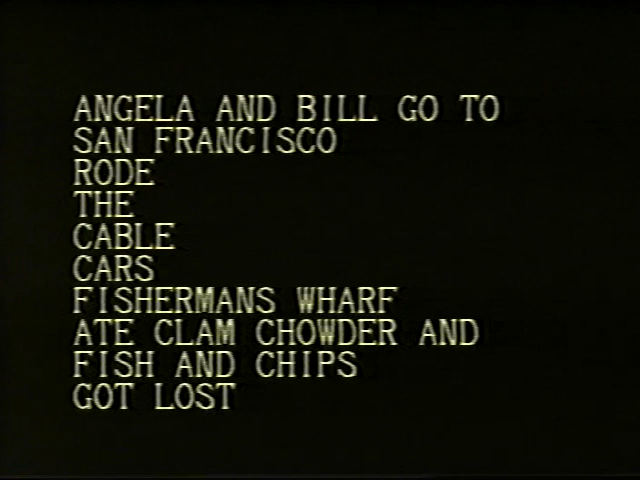 ANGELA AND BILL GO TO
SAN FRANCISCO
RODE
THE
CABLE
CARS
FISHERMANS WHARF
ATE CLAM CHOWDER AND
FISH AND CHIPS
GOT LOST